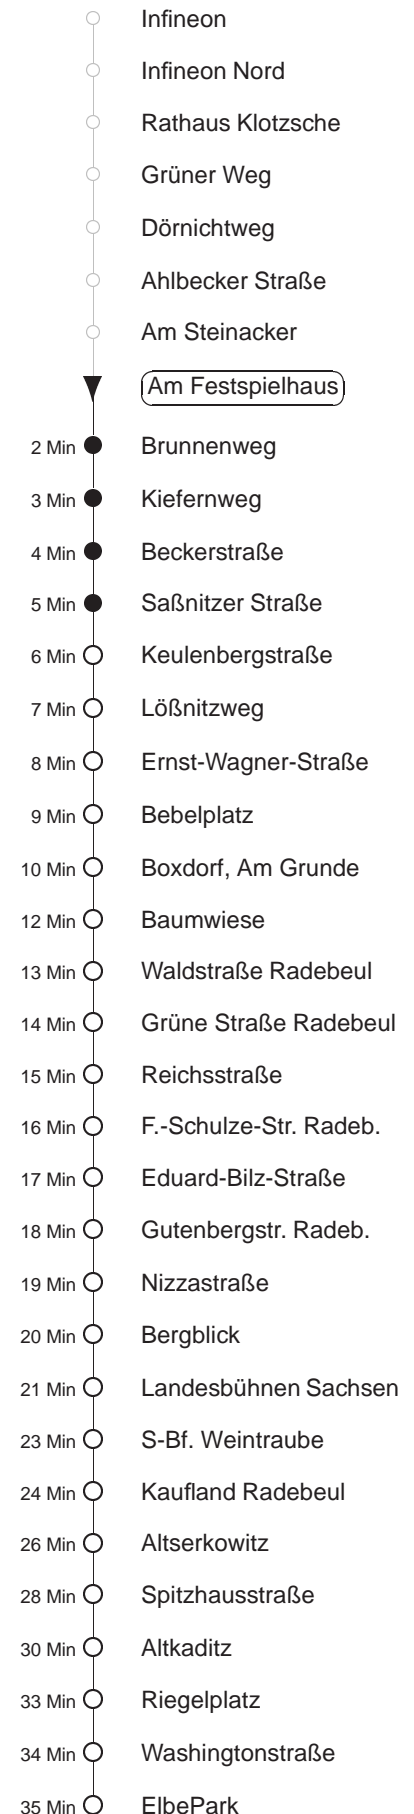 Infineon
Infineon Nord
Rathaus Klotzsche
Grüner Weg
Dörnichtweg
Ahlbecker Straße
Am Steinacker
Am Festspielhaus
2 Min Brunnenweg
3 Min Kiefernweg
4 Min Beckerstraße
5 Min Saßnitzer Straße
6 Min Keulenbergstraße
7 Min Lößnitzweg
8 Min Ernst-Wagner-Straße
9 Min Bebelplatz
10 Min Boxdorf, Am Grunde
12 Min Baumwiese
13 Min Waldstraße Radebeul
14 Min Grüne Straße Radebeul
15 Min Reichsstraße
16 Min F.-Schulze-Str. Radeb.
17 Min Eduard-Bilz-Straße
18 Min Gutenbergstr. Radeb.
19 Min Nizzastraße
20 Min Bergblick
21 Min Landesbühnen Sachsen
23 Min S-Bf. Weintraube
24 Min Kaufland Radebeul
26 Min Altserkowitz
28 Min Spitzhausstraße
30 Min Altkaditz
33 Min Riegelplatz
34 Min Washingtonstraße
35 Min ElbePark